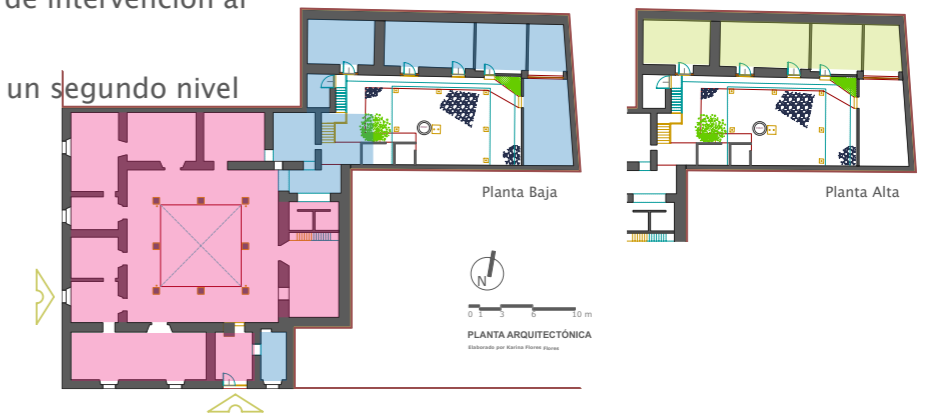 de intervención al
un segundo nivel
Planta Baja
Planta Alta
N
0 1 3 6 10 m
PLANTA ARQUITECTÓNICA
Elaborado por Karina Flores Flores